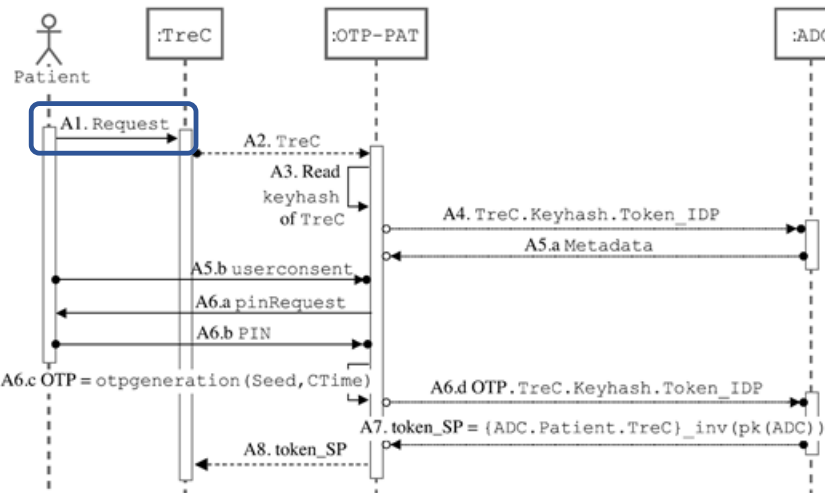 :TreC
:OTP-PAT
:ADC
Patient
A1. Request
A2. TreC
A3. Read
keyhash
of TreC
A4. TreC.Keyhash.Token_IDP
A5.a Metadata
A5.b userconsent
A6.a pinRequest
A6.b PIN
A6.c OTP = otpgeneration(Seed,CTime)
A6.d OTP.TreC.Keyhash.Token_IDP
A7. token_SP = {ADC.Patient.TreC}_inv(pk(ADC))
A8. token_SP